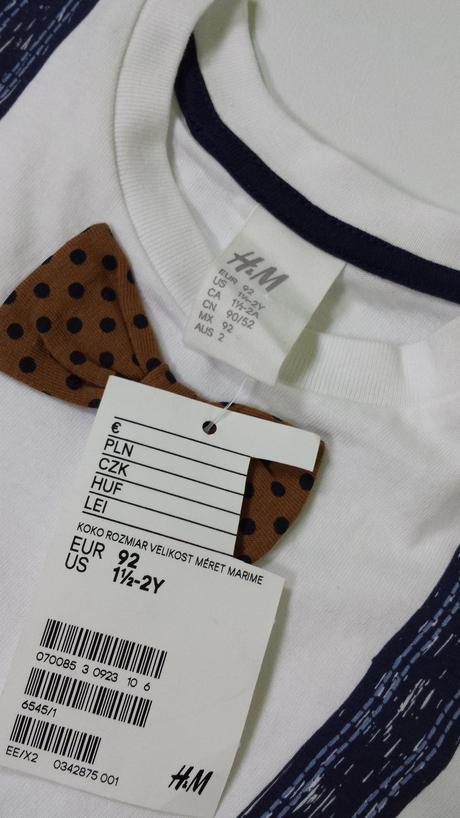 H&M
EUR 92
US 1½-2Y
CA 1½-2A
CN 90/52
MX 92
AUS 2
€
PLN
CZK
HUF
LEI
KOKO ROZMIAR VELIKOST MÉRET MARIME
EUR 92
US 1½-2Y
070085 3 0923 10 6
6545/1
EE/X2 0342875 001
H&M